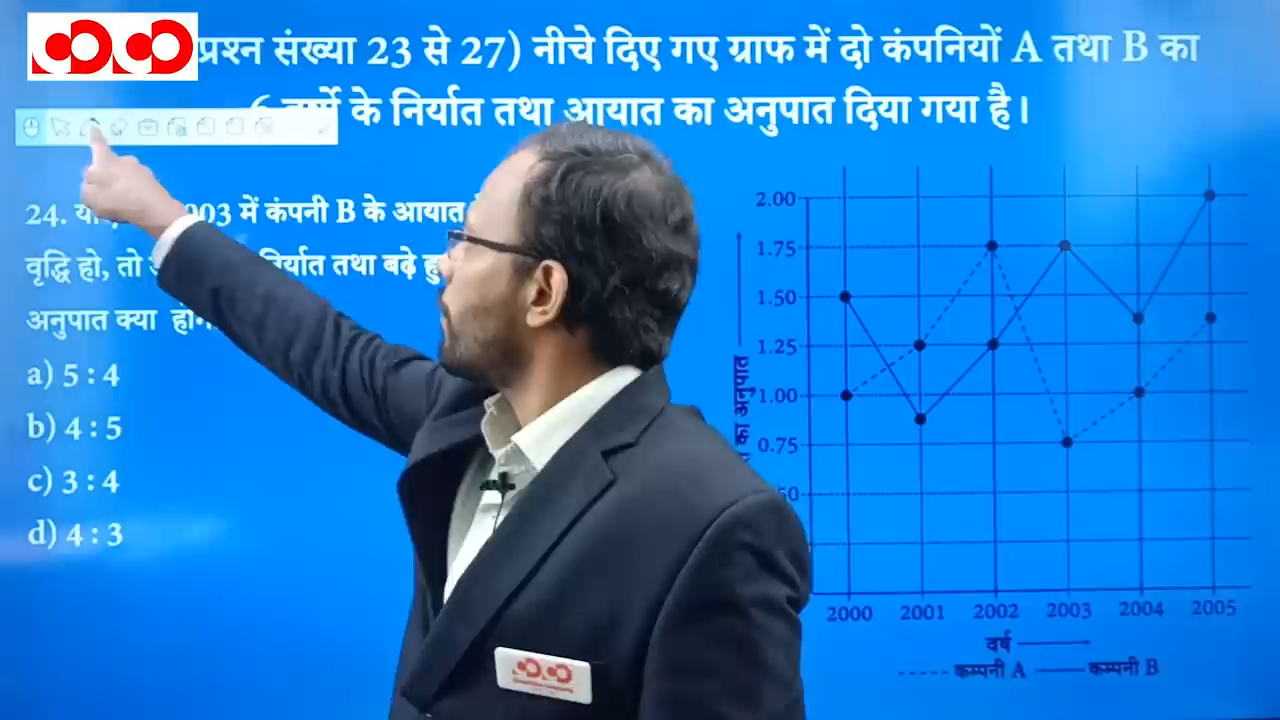 प्रश्न संख्या 23 से 27) नीचे दिए गए ग्राफ में दो कंपनियों A तथा B का
के निर्यात तथा आयात का अनुपात दिया गया है।
24. 003 में कंपनी B के आयात
वृद्धि हो, तो निर्यात तथा बढ़े
अनुपात क्या
a) 5 : 4
b) 4 : 5
c) 3 : 4
d) 4 : 3
2.00
1.75
1.50
1.25
1.00
0.75
50
का अनुपात
2000 2001 2002 2003 2004 2005
वर्ष
कम्पनी A कम्पनी B